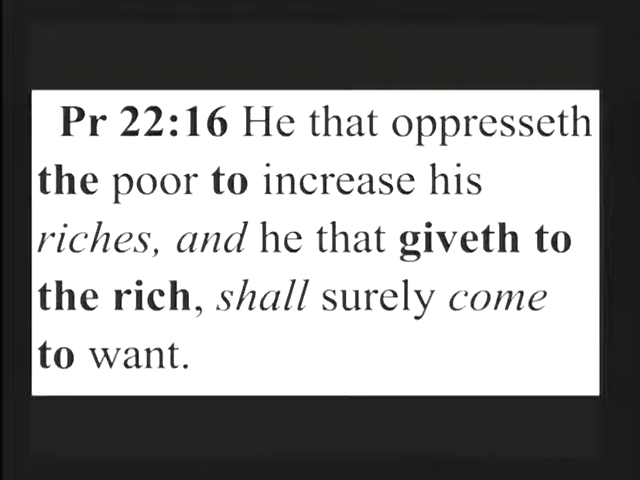 Pr 22:16 He that oppresseth
the poor to increase his
riches, and he that giveth to
the rich, shall surely come
to want.